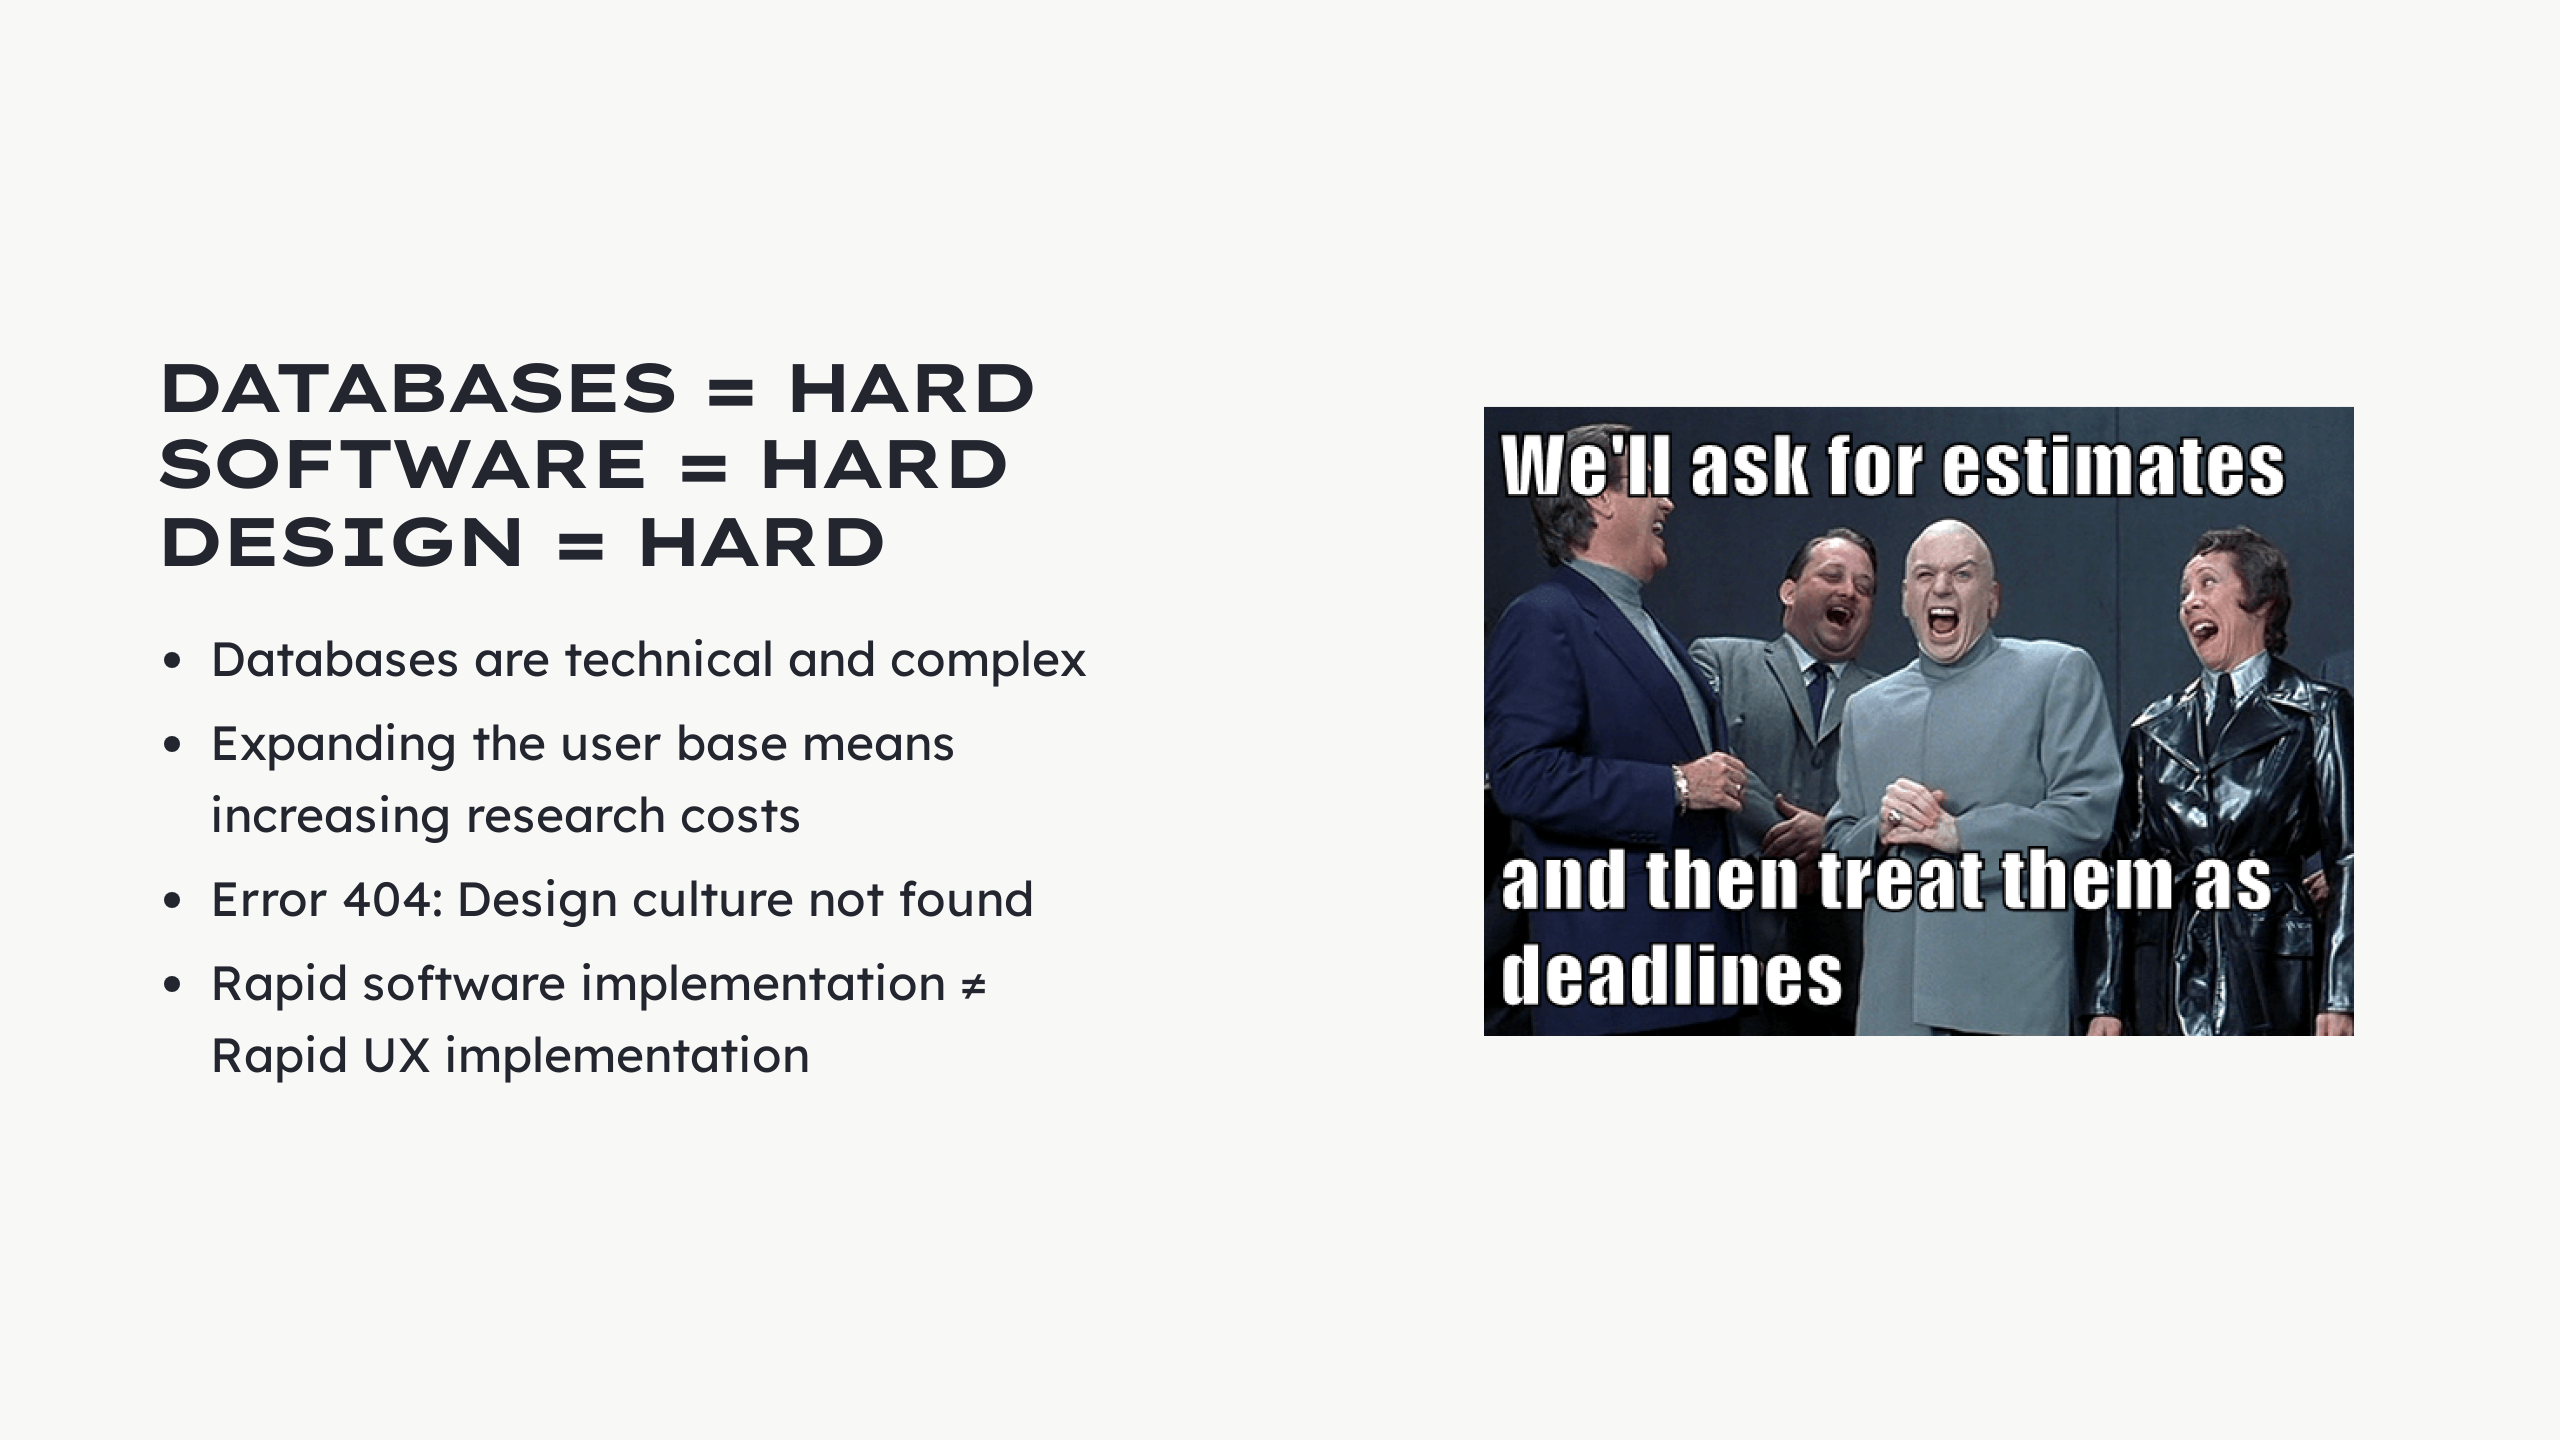 DATABASES = HARD
SOFTWARE = HARD
DESIGN = HARD
• Databases are technical and complex
• Expanding the user base means
increasing research costs
• Error 404: Design culture not found
• Rapid software implementation ≠
Rapid UX implementation
We'll ask for estimates
and then treat them as
deadlines